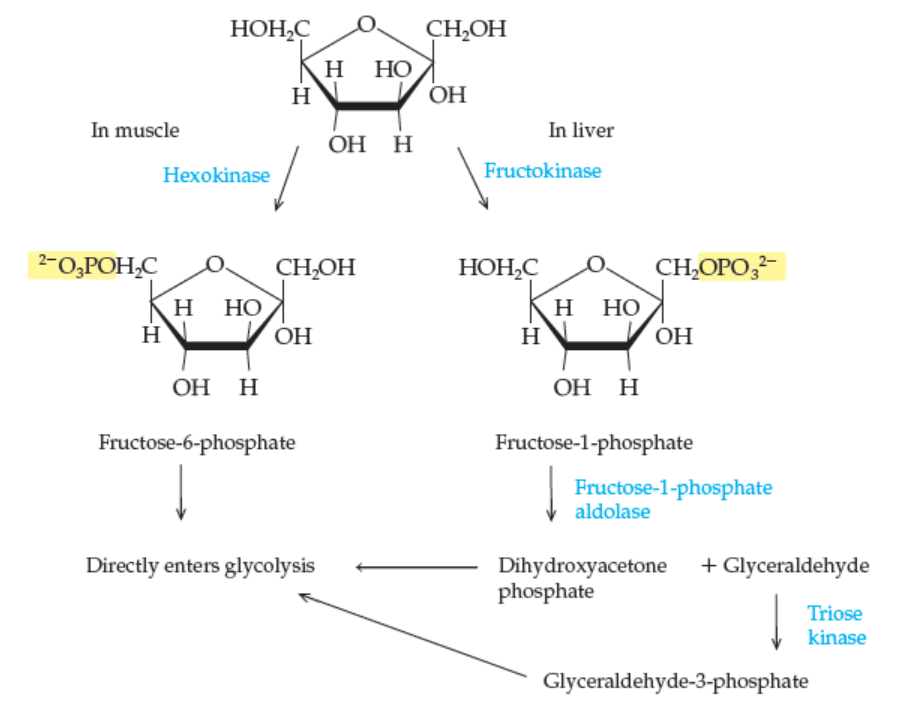 HOH₂C O CH₂OH
H HO
H OH
In muscle In liver
OH H
Hexokinase Fructokinase
²⁻O₃POH₂C O CH₂OH HOH₂C O CH₂OPO₃²⁻
H HO H HO
H OH H OH
OH H OH H
Fructose-6-phosphate Fructose-1-phosphate
Fructose-1-phosphate
aldolase
Directly enters glycolysis Dihydroxyacetone + Glyceraldehyde
phosphate
Triose
kinase
Glyceraldehyde-3-phosphate